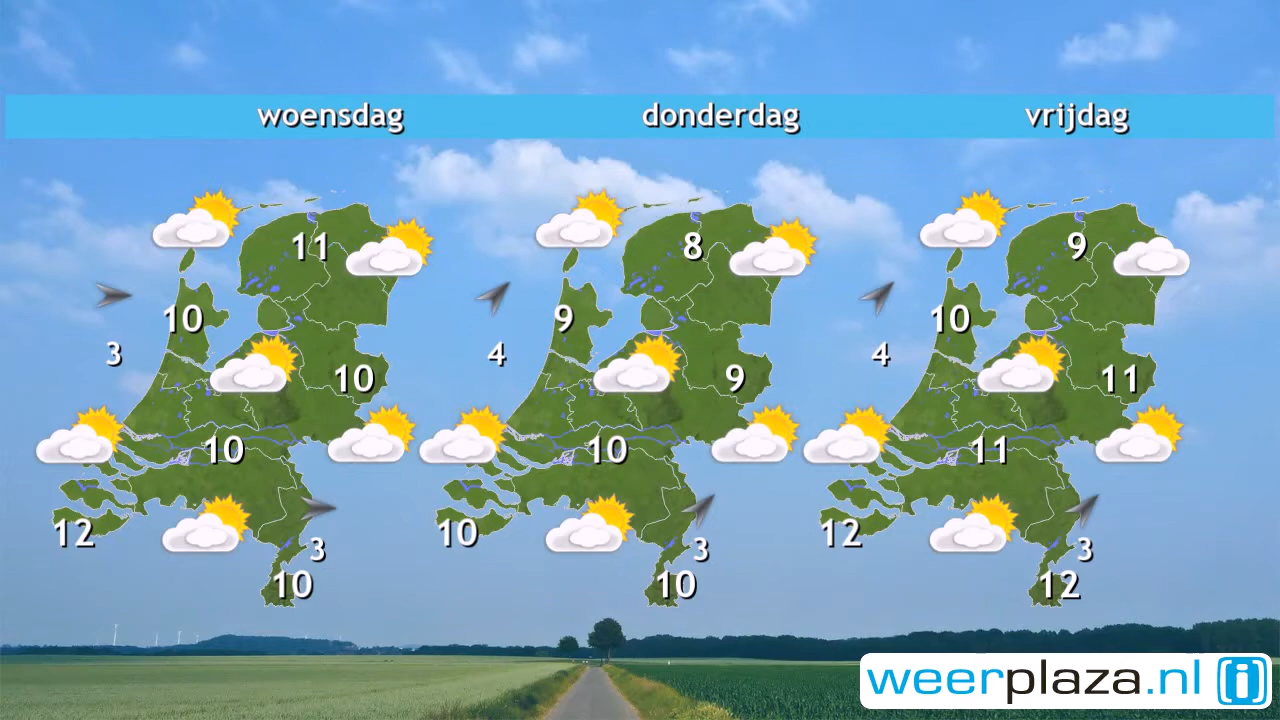 woensdag donderdag vrijdag
11 8 9
10 9 10
3 4 4
10 9 11
10 10 11
12 10 12
3 3 3
10 10 12
weerplaza.nl i